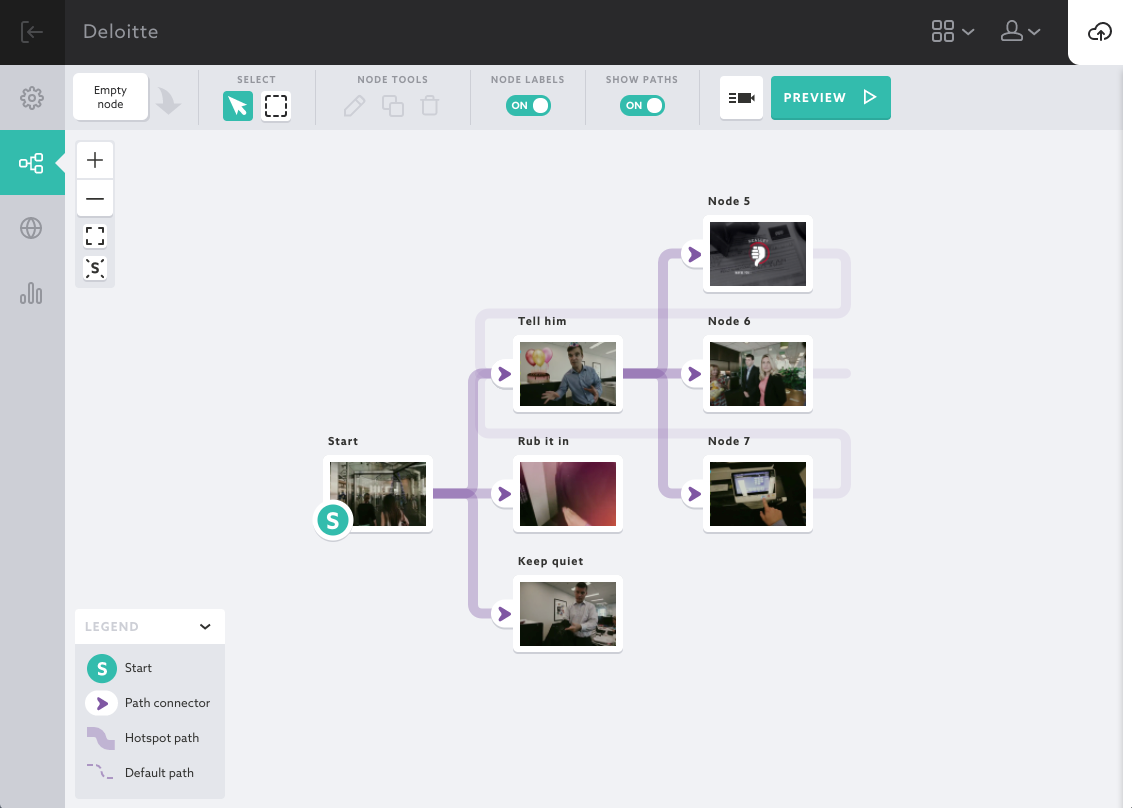 Deloitte
Empty
node
SELECT
NODE TOOLS
NODE LABELS
ON
SHOW PATHS
ON
PREVIEW
S
Node 5
Tell him
Node 6
Start
Rub it in
Node 7
S
Keep quiet
LEGEND
S
Start
Path connector
Hotspot path
Default path